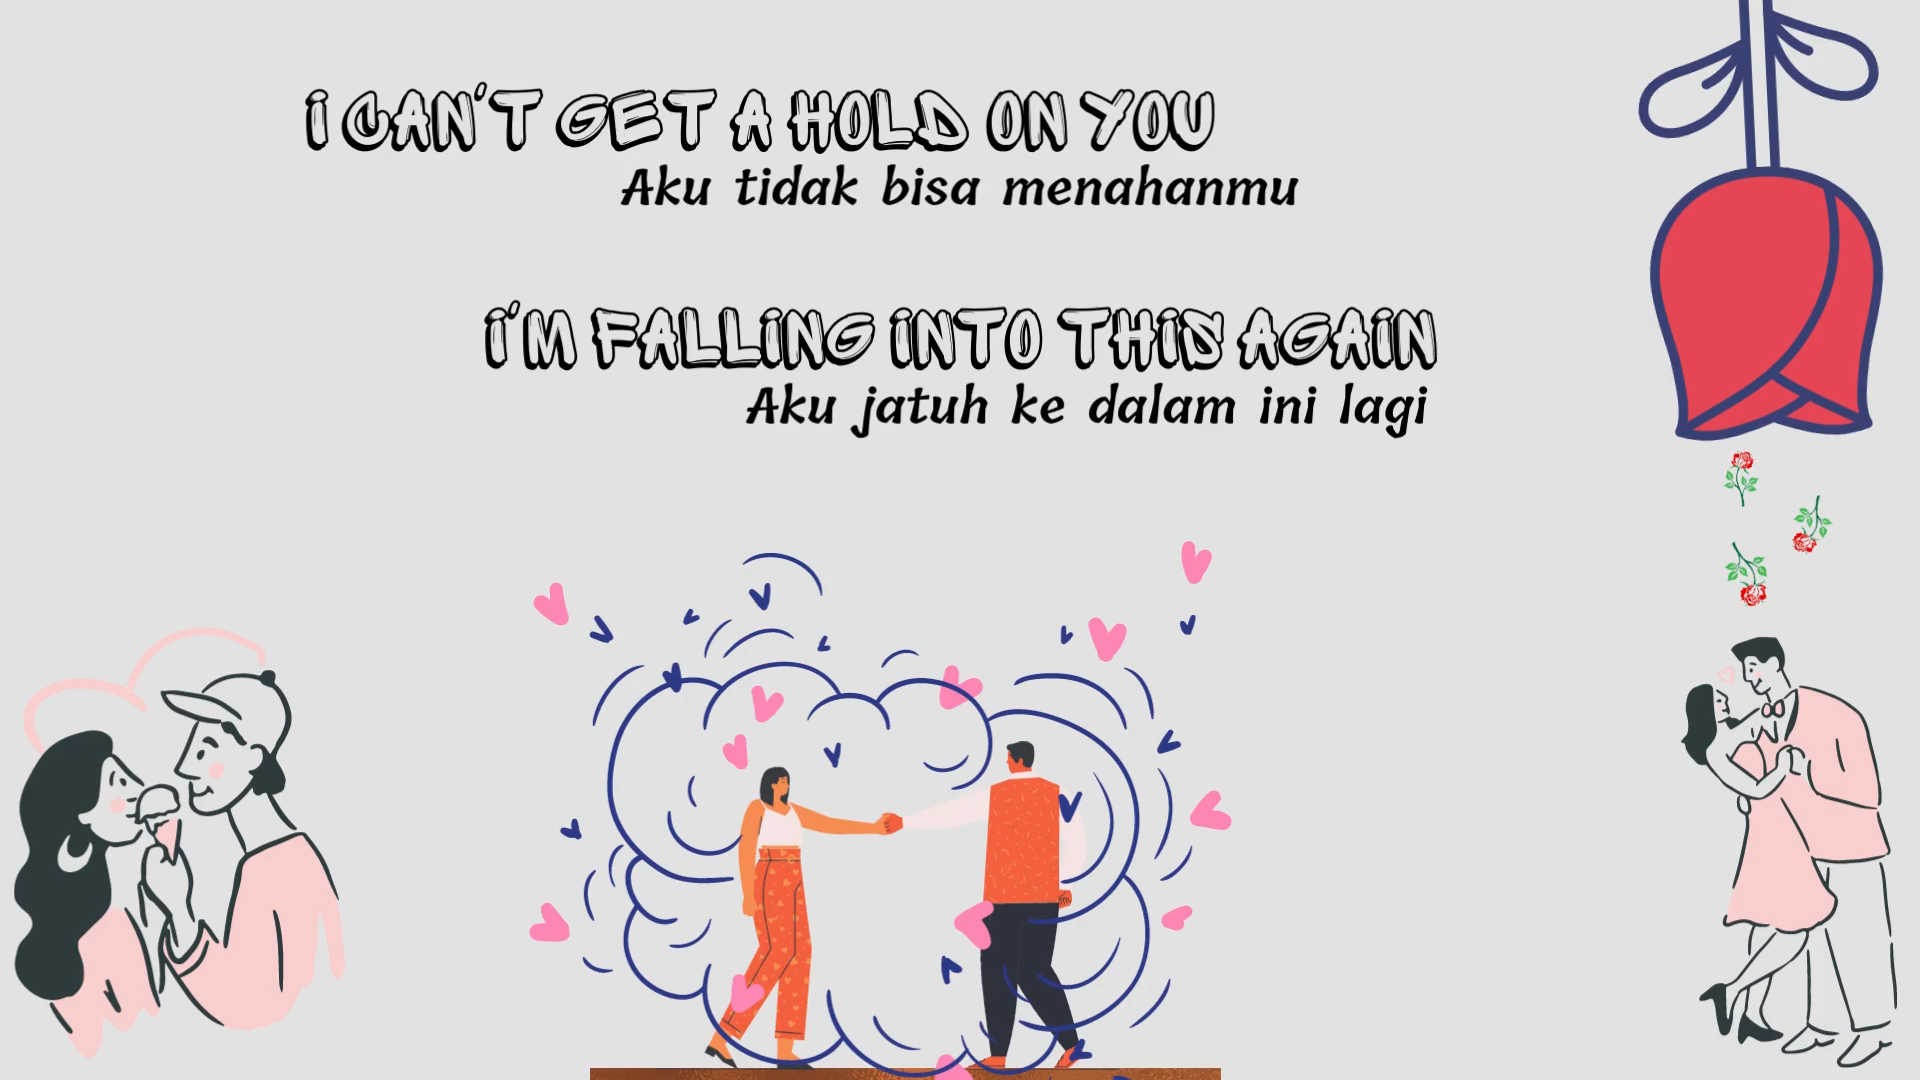 I CAN'T GET A HOLD ON YOU
Aku tidak bisa menahanmu
I'M FALLING INTO THIS AGAIN
Aku jatuh ke dalam ini lagi